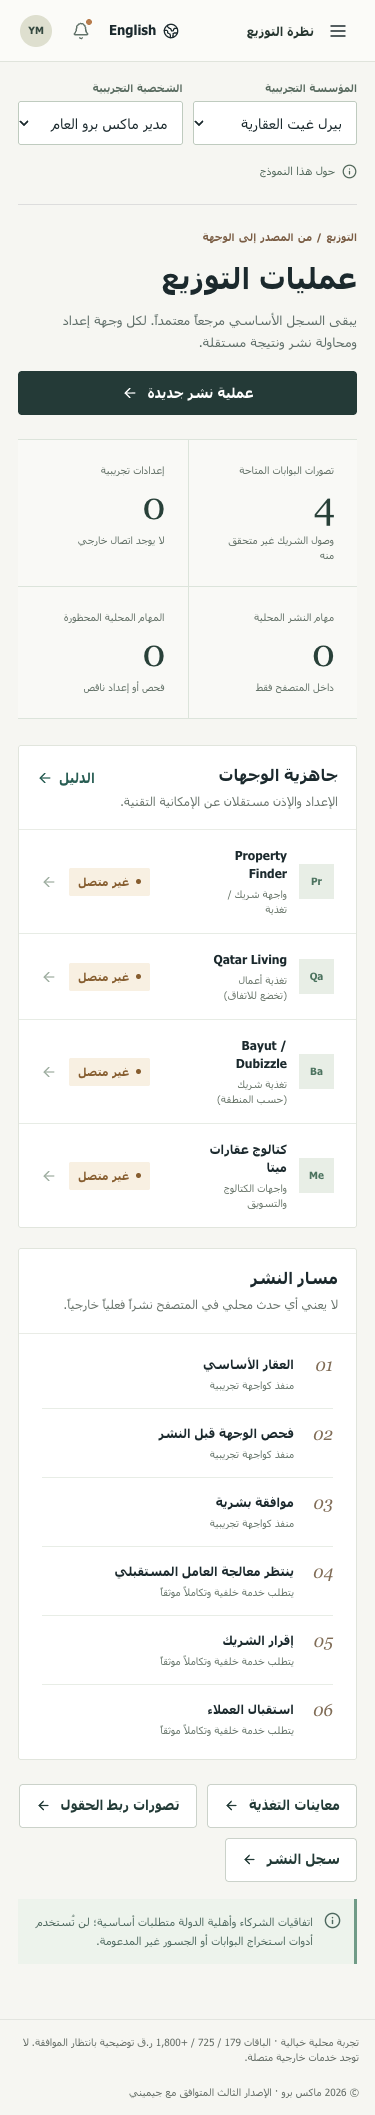 نظرة التوزيع
English
YM
المؤسسة التجريبية
الشخصية التجريبية
بيرل غيت العقارية
مدير ماكس برو العام
حول هذا النموذج
التوزيع / من المصدر إلى الوجهة
عمليات التوزيع
يبقى السجل الأساسي مرجعاً معتمداً. لكل وجهة إعداد
ومحاولة نشر ونتيجة مستقلة.
عملية نشر جديدة
تصورات البوابات المتاحة
4
وصول الشريك غير متحقق
منه
إعدادات تجريبية
0
لا يوجد اتصال خارجي
مهام النشر المحلية
0
داخل المتصفح فقط
المهام المحلية المحظورة
0
فحص أو إعداد ناقص
جاهزية الوجهات
الدليل
الإعداد والإذن مستقلان عن الإمكانية التقنية.
Pr
Property
Finder
واجهة شريك /
تغذية
غير متصل
Qa
Qatar Living
تغذية أعمال
(تخضع للاتفاق)
غير متصل
Ba
Bayut /
Dubizzle
تغذية شريك
(حسب المنطقة)
غير متصل
Me
كتالوج عقارات
ميتا
واجهات الكتالوج
والتسويق
غير متصل
مسار النشر
لا يعني أي حدث محلي في المتصفح نشراً فعلياً خارجياً.
01
العقار الأساسي
منفذ كواجهة تجريبية
02
فحص الوجهة قبل النشر
منفذ كواجهة تجريبية
03
موافقة بشرية
منفذ كواجهة تجريبية
04
ينتظر معالجة العامل المستقبلي
يتطلب خدمة خلفية وتكاملاً موثقاً
05
إقرار الشريك
يتطلب خدمة خلفية وتكاملاً موثقاً
06
استقبال العملاء
يتطلب خدمة خلفية وتكاملاً موثقاً
معاينات التغذية
تصورات ربط الحقول
سجل النشر
اتفاقيات الشركاء وأهلية الدولة متطلبات أساسية؛ لن تُستخدم
أدوات استخراج البوابات أو الجسور غير المدعومة.
تجربة محلية خيالية · الباقات 179 / 725 / +1,800 ر.ق توضيحية بانتظار الموافقة. لا
توجد خدمات خارجية متصلة.
© 2026 ماكس برو · الإصدار الثالث المتوافق مع جيميني